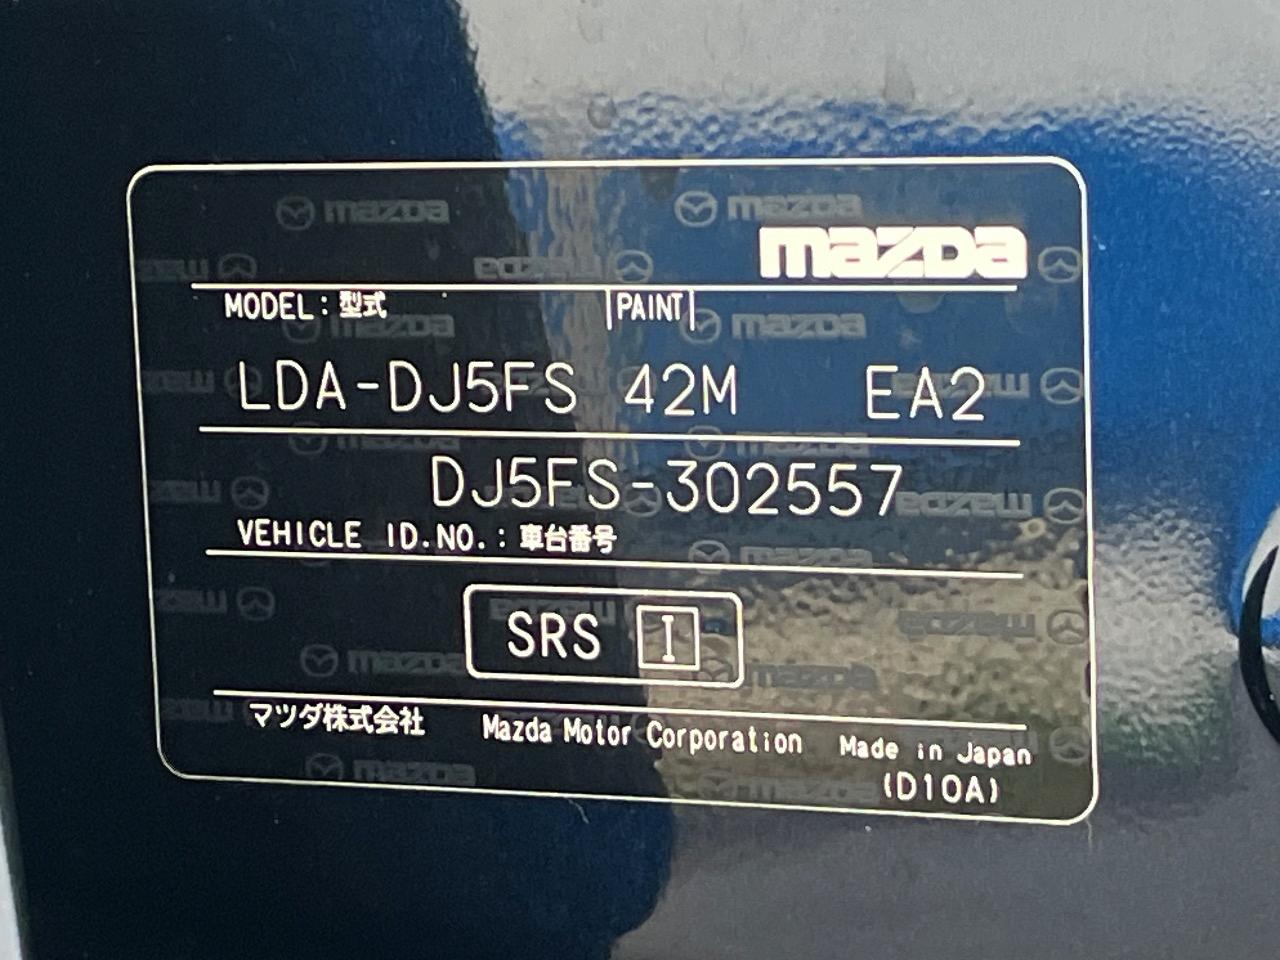 mazda
MODEL:型式 PAINT
LDA-DJ5FS 42M EA2
DJ5FS-302557
VEHICLE ID.NO.:車台番号
SRS I
マツダ株式会社 Mazda Motor Corporation Made in Japan
(D10A)